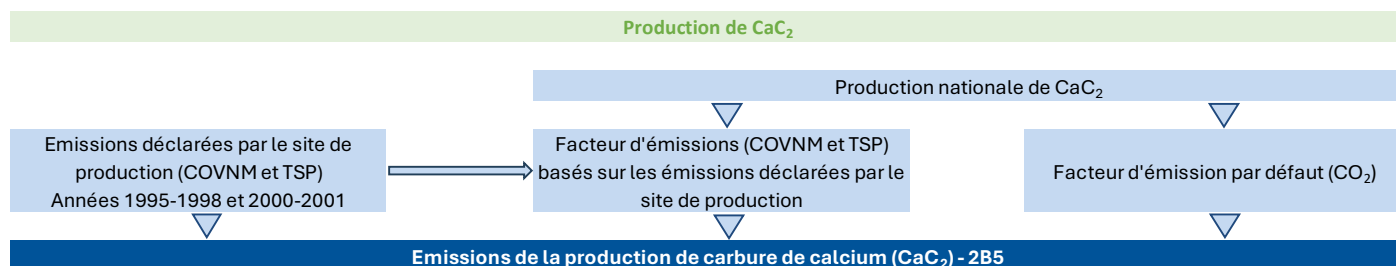 Production de CaC₂
Production nationale de CaC₂
Emissions déclarées par le site de
production (COVNM et TSP)
Années 1995-1998 et 2000-2001
Facteur d'émissions (COVNM et TSP)
basés sur les émissions déclarées par le
site de production
Facteur d'émission par défaut (CO₂)
Emissions de la production de carbure de calcium (CaC₂) - 2B5